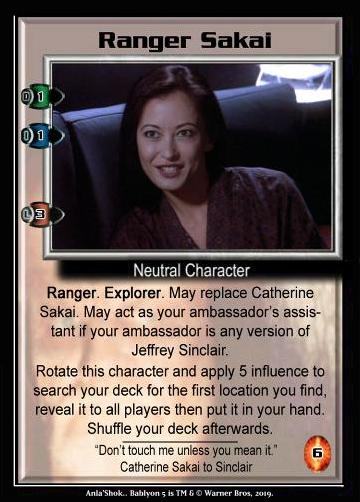 Ranger Sakai
D 1
D 1
L 3
Neutral Character
Ranger. Explorer. May replace Catherine
Sakai. May act as your ambassador's assis-
tant if your ambassador is any version of
Jeffrey Sinclair.
Rotate this character and apply 5 influence to
search your deck for the first location you find,
reveal it to all players then put it in your hand.
Shuffle your deck afterwards.
"Don't touch me unless you mean it."
Catherine Sakai to Sinclair
6
Anla'Shok.. Bablyon 5 is TM & © Warner Bros, 2019.